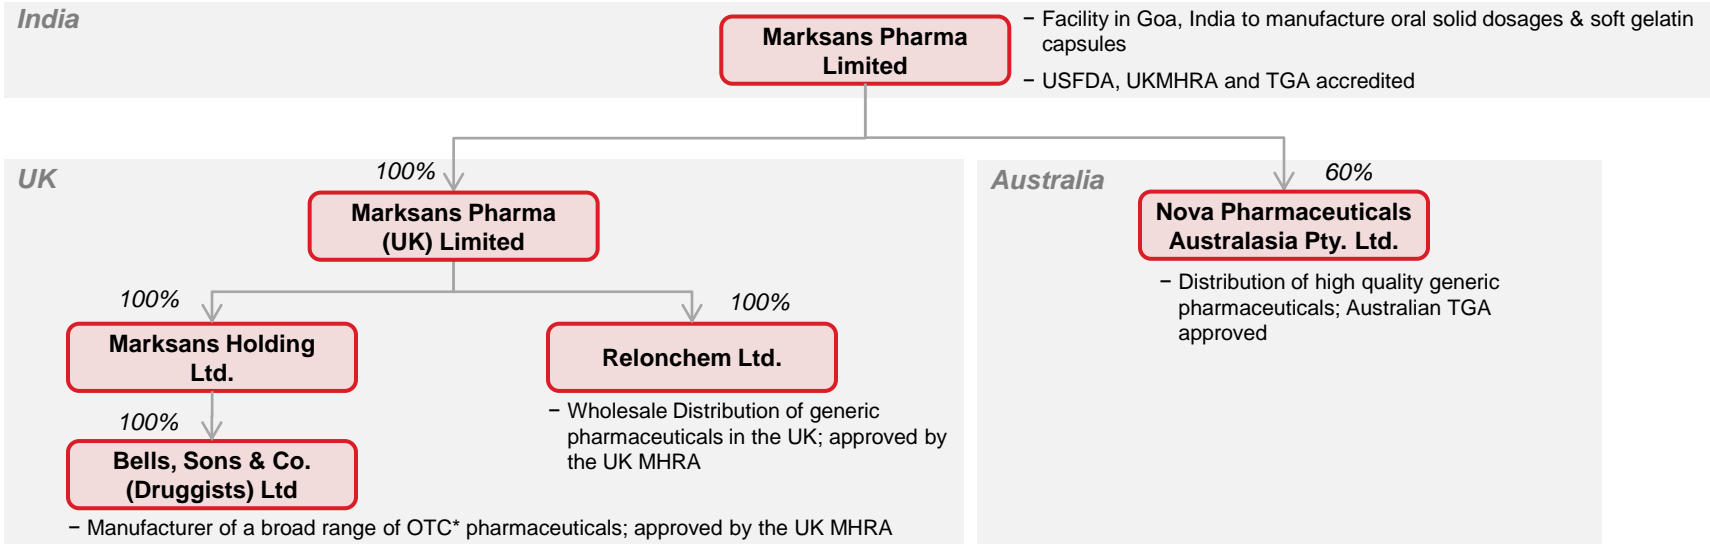 India
Marksans Pharma
Limited
− Facility in Goa, India to manufacture oral solid dosages & soft gelatin
capsules
− USFDA, UKMHRA and TGA accredited
UK
100%
Marksans Pharma
(UK) Limited
100%
Marksans Holding
Ltd.
100%
Relonchem Ltd.
− Wholesale Distribution of generic
pharmaceuticals in the UK; approved by
the UK MHRA
100%
Bells, Sons & Co.
(Druggists) Ltd
− Manufacturer of a broad range of OTC* pharmaceuticals; approved by the UK MHRA
Australia
60%
Nova Pharmaceuticals
Australasia Pty. Ltd.
− Distribution of high quality generic
pharmaceuticals; Australian TGA
approved